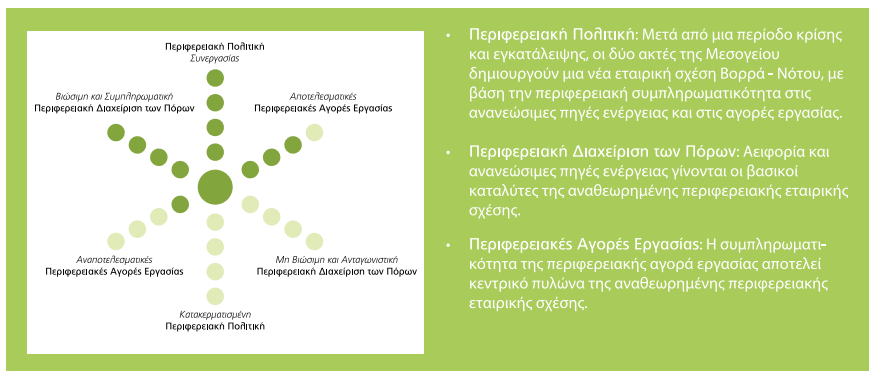 Περιφερειακή Πολιτική
Συνεργασίας
Βιώσιμη και Συμπληρωματική
Περιφερειακή Διαχείριση των Πόρων
Αποτελεσματικές
Περιφερειακές Αγορές Εργασίας
Αναποτελεσματικές
Περιφερειακές Αγορές Εργασίας
Μη Βιώσιμη και Ανταγωνιστική
Περιφερειακή Διαχείριση των Πόρων
Κατακερματισμένη
Περιφερειακή Πολιτική
• Περιφερειακή Πολιτική: Μετά από μια περίοδο κρίσης
και εγκατάλειψης, οι δύο ακτές της Μεσογείου
δημιουργούν μια νέα εταιρική σχέση Βορρά - Νότου, με
βάση την περιφερειακή συμπληρωματικότητα στις
ανανεώσιμες πηγές ενέργειας και στις αγορές εργασίας.
• Περιφερειακή Διαχείριση των Πόρων: Αειφορία και
ανανεώσιμες πηγές ενέργειας γίνονται οι βασικοί
καταλύτες της αναθεωρημένης περιφερειακής εταιρικής
σχέσης.
• Περιφερειακές Αγορές Εργασίας: Η συμπληρωματι-
κότητα της περιφερειακής αγορά εργασίας αποτελεί
κεντρικό πυλώνα της αναθεωρημένης περιφερειακής
εταιρικής σχέσης.